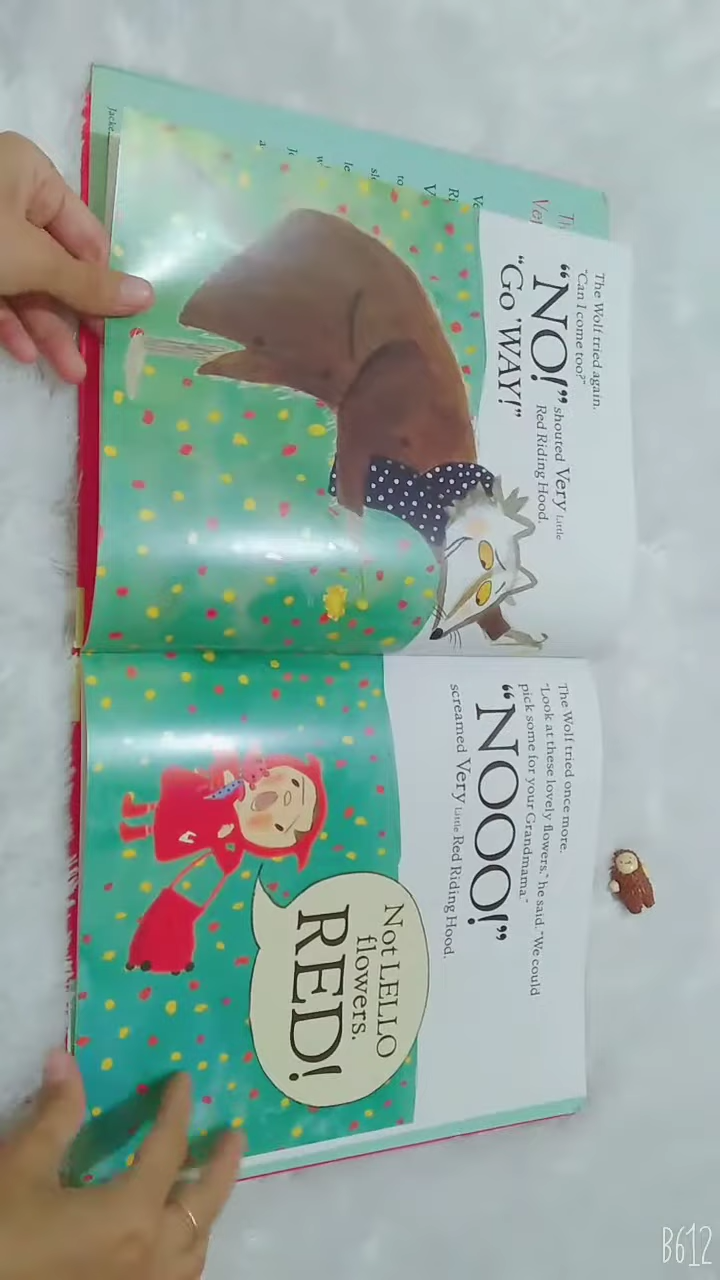 The Wolf tried again.
"Can I come too?"
"NO!" shouted Very Little
Red Riding Hood.
"Go 'WAY!"
The Wolf tried once more.
"Look at these lovely flowers," he said. "We could
pick some for your Grandmama."
"NOOO!"
screamed Very Little Red Riding Hood.
Not LELLO
flowers.
RED!
B612